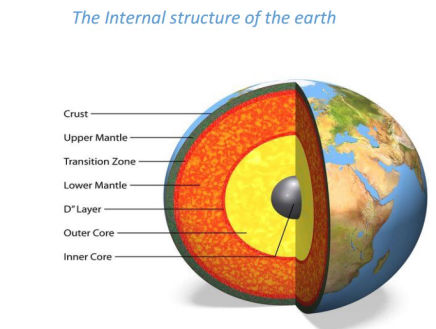 The Internal structure of the earth
Crust
Upper Mantle
Transition Zone
Lower Mantle
D" Layer
Outer Core
Inner Core